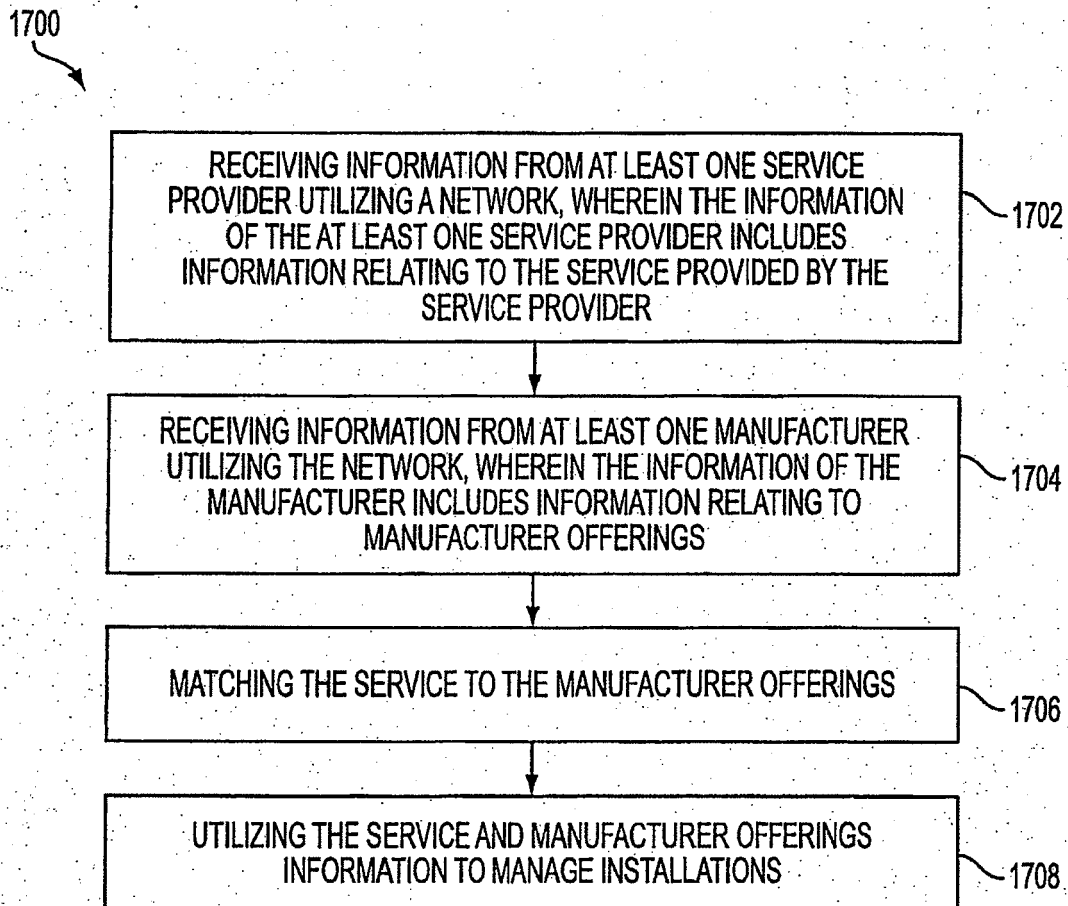 1700
RECEIVING INFORMATION FROM AT LEAST ONE SERVICE
PROVIDER UTILIZING A NETWORK, WHEREIN THE INFORMATION
OF THE AT LEAST ONE SERVICE PROVIDER INCLUDES
INFORMATION RELATING TO THE SERVICE PROVIDED BY THE
SERVICE PROVIDER
1702
RECEIVING INFORMATION FROM AT LEAST ONE MANUFACTURER
UTILIZING THE NETWORK, WHEREIN THE INFORMATION OF THE
MANUFACTURER INCLUDES INFORMATION RELATING TO
MANUFACTURER OFFERINGS
1704
MATCHING THE SERVICE TO THE MANUFACTURER OFFERINGS
1706
UTILIZING THE SERVICE AND MANUFACTURER OFFERINGS
INFORMATION TO MANAGE INSTALLATIONS
1708